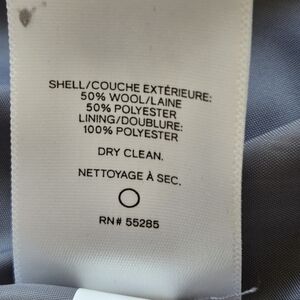 SHELL/COUCHE EXTÉRIEURE:
50% WOOL/LAINE
50% POLYESTER
LINING/DOUBLURE:
100% POLYESTER
DRY CLEAN.
NETTOYAGE À SEC.
RN# 55285